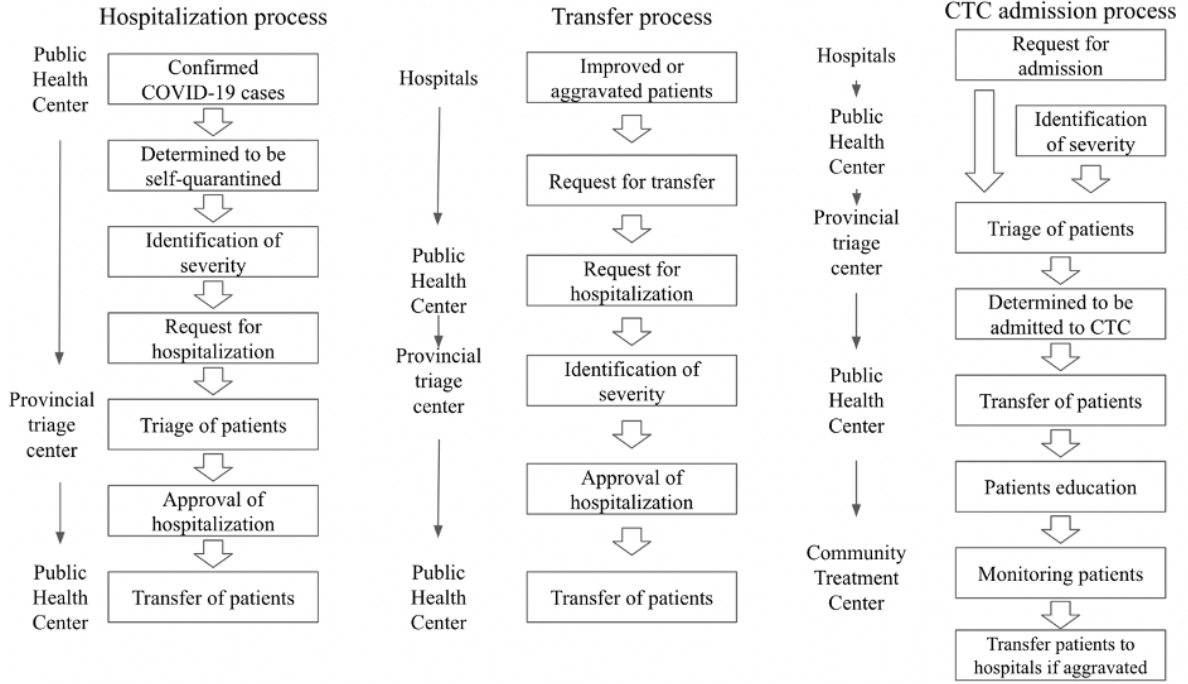 Hospitalization process
Public
Health
Center
Confirmed
COVID-19 cases
Determined to be
self-quarantined
Identification of
severity
Request for
hospitalization
Provincial
triage
center
Triage of patients
Approval of
hospitalization
Public
Health
Center
Transfer of patients
Transfer process
Hospitals
Improved or
aggravated patients
Request for transfer
Public
Health
Center
Request for
hospitalization
Provincial
triage
center
Identification of
severity
Approval of
hospitalization
Public
Health
Center
Transfer of patients
CTC admission process
Hospitals
Request for
admission
Public
Health
Center
Identification
of severity
Provincial
triage
center
Triage of patients
Determined to be
admitted to CTC
Public
Health
Center
Transfer of patients
Patients education
Community
Treatment
Center
Monitoring patients
Transfer patients to
hospitals if aggravated